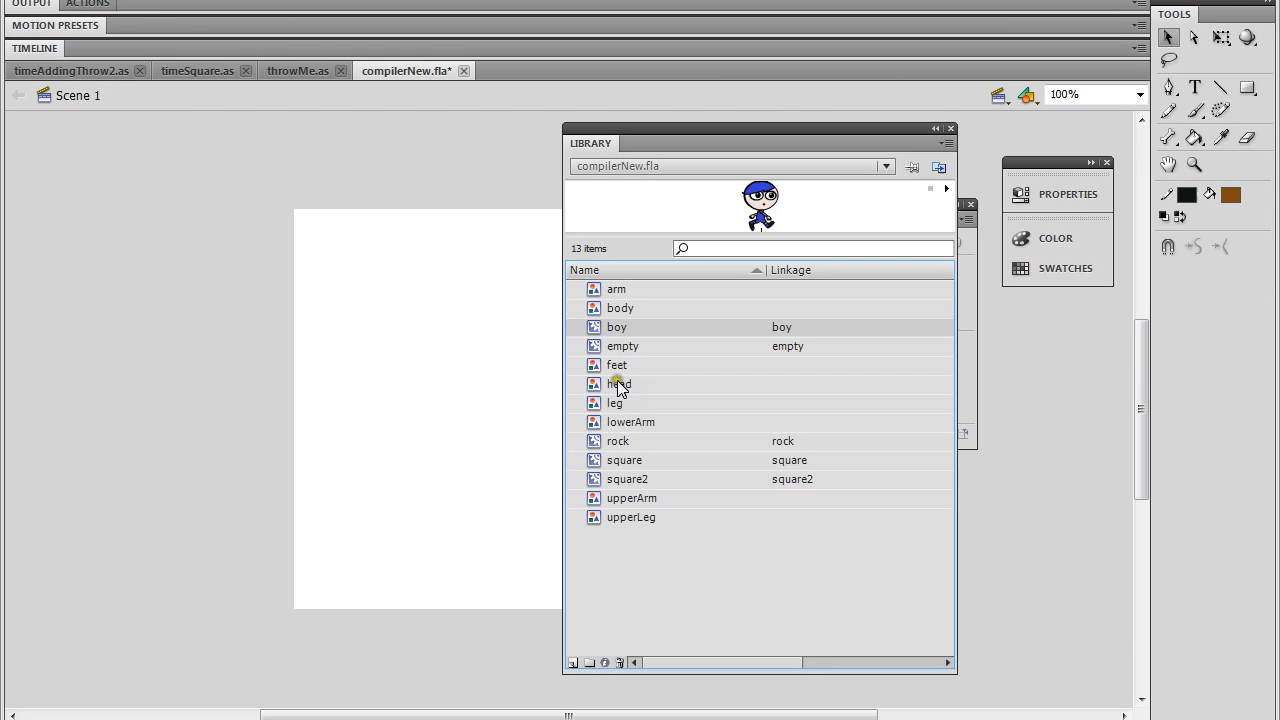 OUTPUT ACTIONS
MOTION PRESETS
TIMELINE
timeAddingThrow2.as timeSquare.as throwMe.as compilerNew.fla*
Scene 1
100%
TOOLS
LIBRARY
compilerNew.fla
13 items
Name Linkage
arm
body
boy boy
empty empty
feet
head
leg
lowerArm
rock rock
square square
square2 square2
upperArm
upperLeg
PROPERTIES
COLOR
SWATCHES